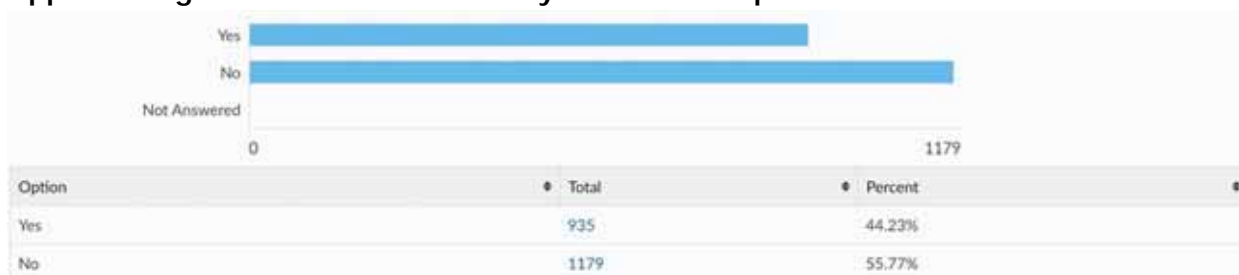 Yes
No
Not Answered
0 1179
Option Total Percent
Yes 935 44.23%
No 1179 55.77%